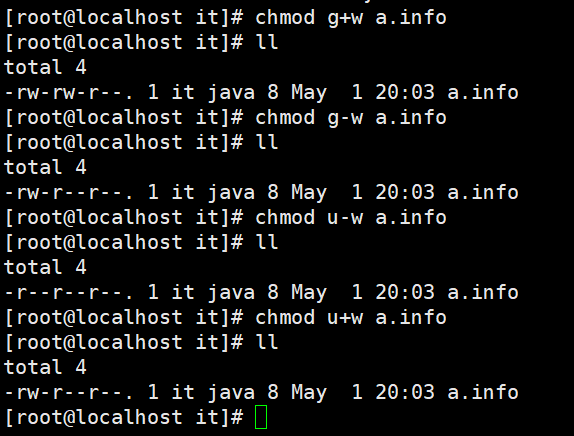 [root@localhost it]# chmod g+w a.info
[root@localhost it]# ll
total 4
-rw-rw-r--. 1 it java 8 May  1 20:03 a.info
[root@localhost it]# chmod g-w a.info
[root@localhost it]# ll
total 4
-rw-r--r--. 1 it java 8 May  1 20:03 a.info
[root@localhost it]# chmod u-w a.info
[root@localhost it]# ll
total 4
-r--r--r--. 1 it java 8 May  1 20:03 a.info
[root@localhost it]# chmod u+w a.info
[root@localhost it]# ll
total 4
-rw-r--r--. 1 it java 8 May  1 20:03 a.info
[root@localhost it]#